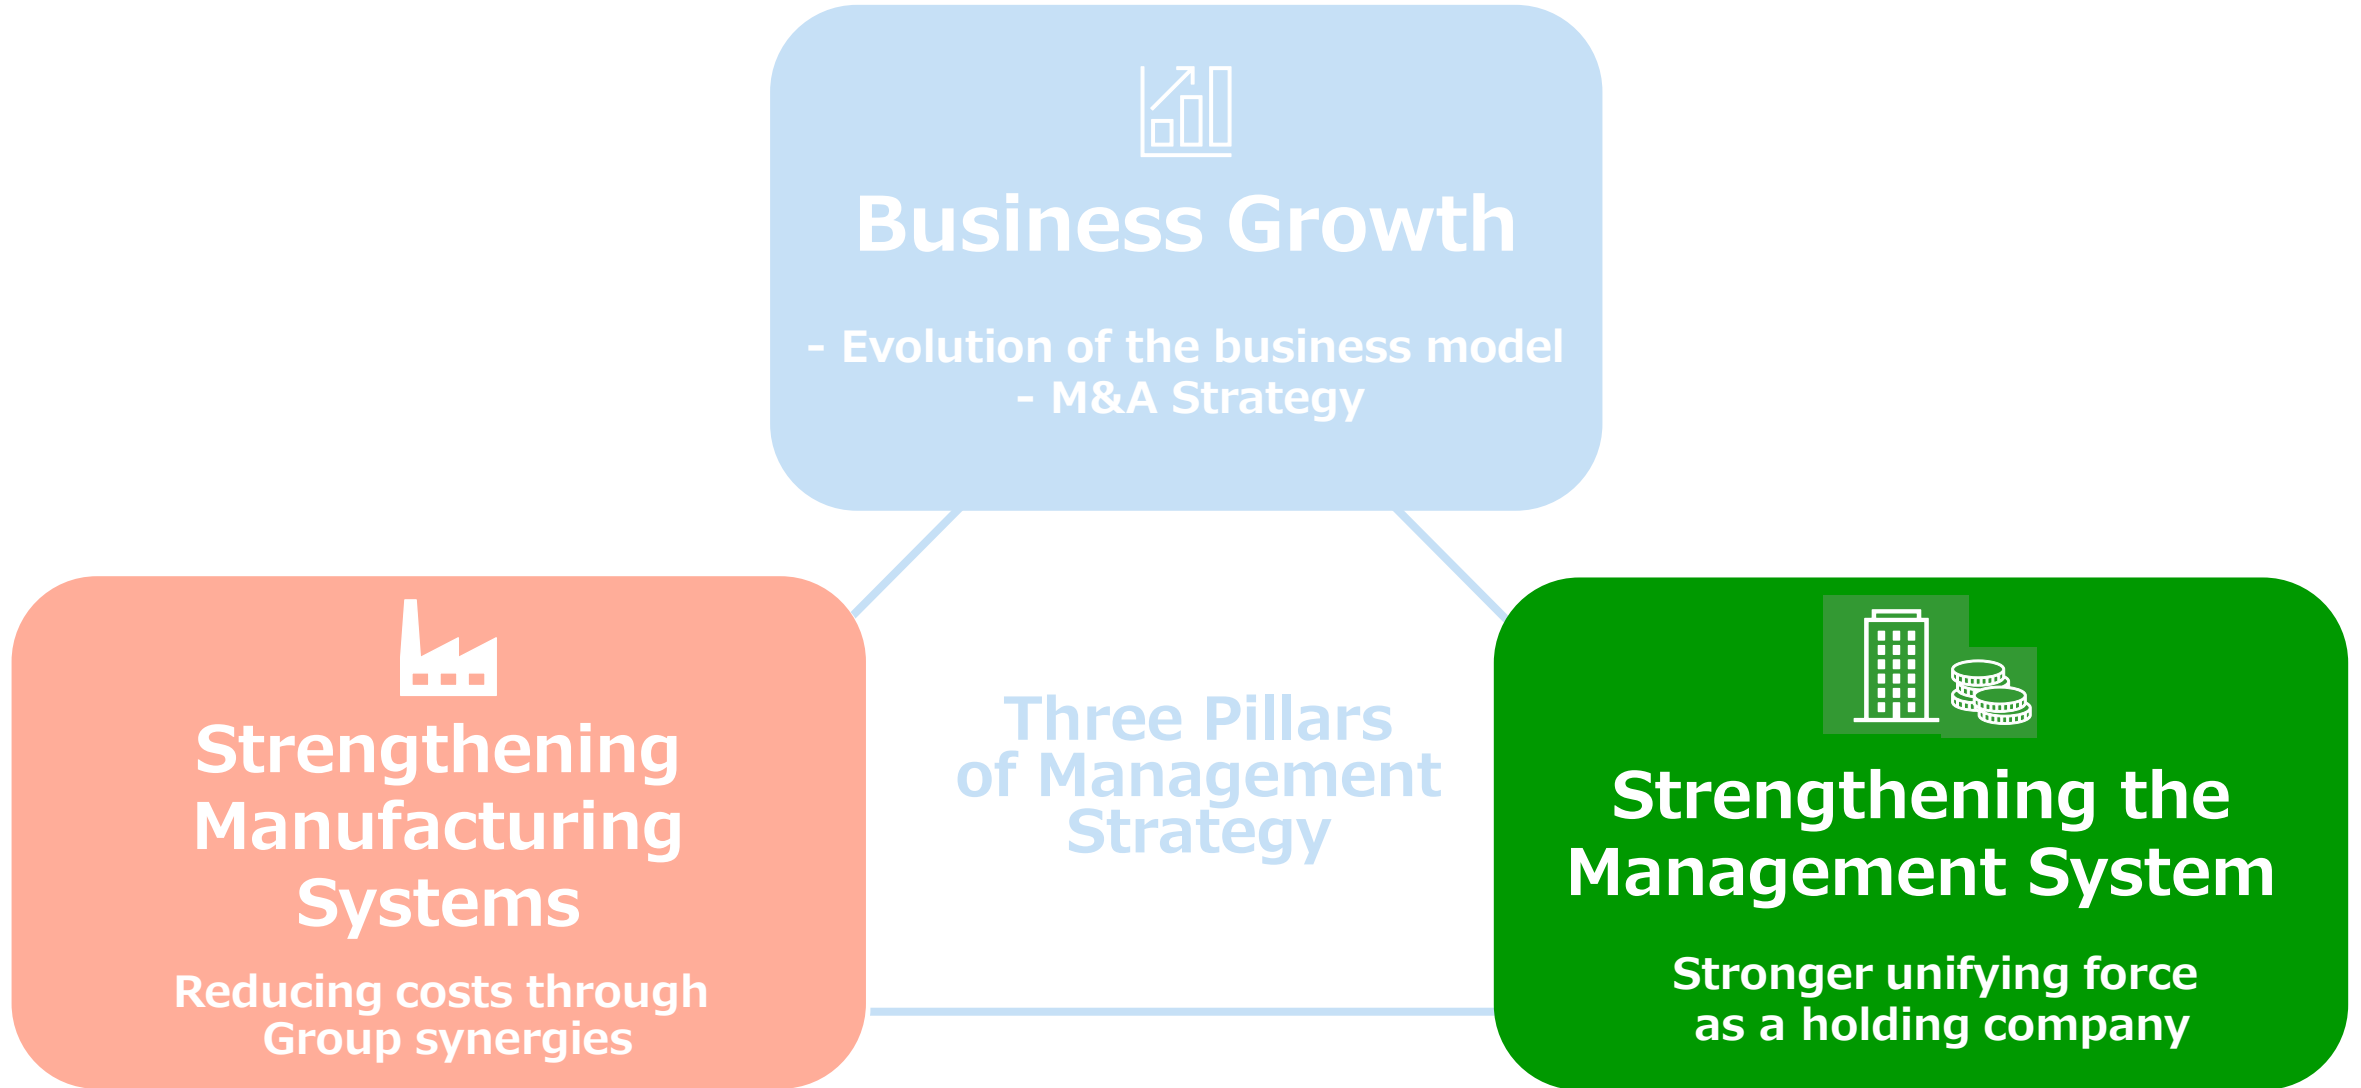 Business Growth
- Evolution of the business model
- M&A Strategy
Three Pillars
of Management
Strategy
Strengthening
Manufacturing
Systems
Reducing costs through
Group synergies
Strengthening the
Management System
Stronger unifying force
as a holding company